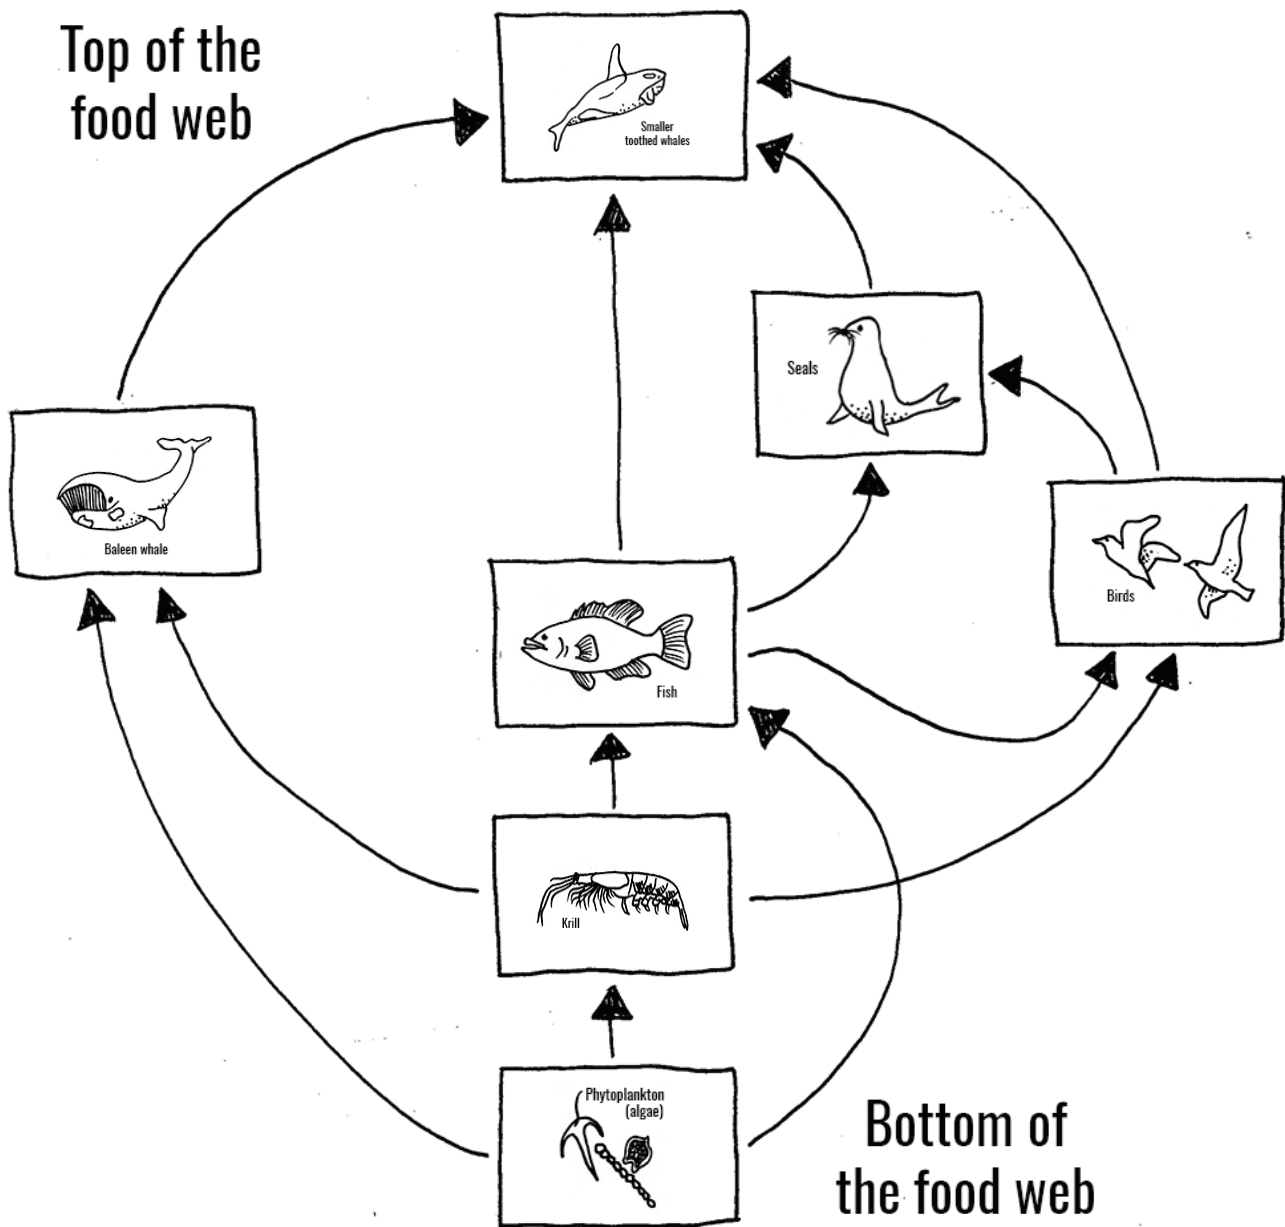 Top of the
food web
Smaller
toothed whales
Seals
Baleen whale
Birds
Fish
Krill
Phytoplankton
(algae)
Bottom of
the food web